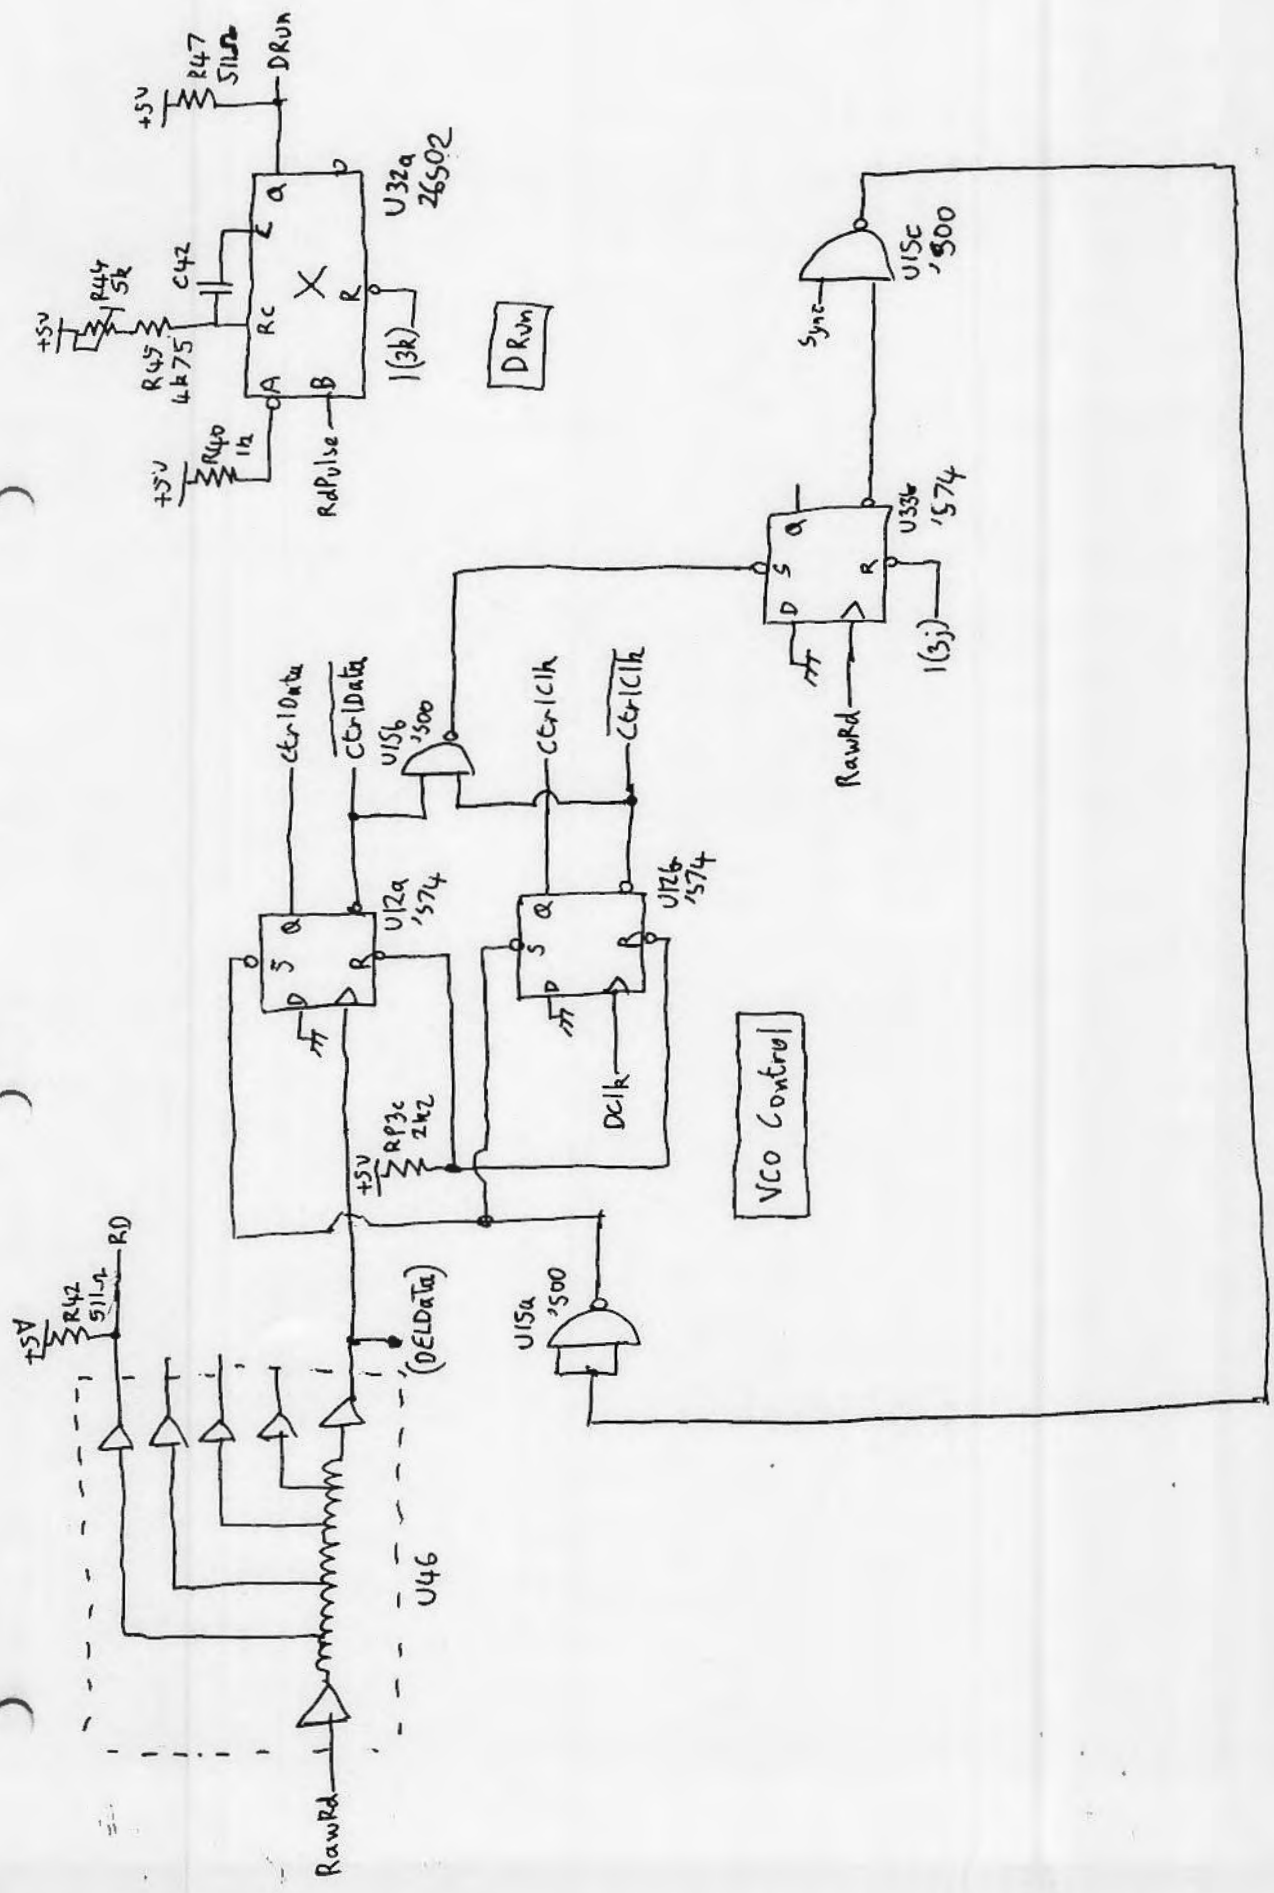 +5V
R42
511Ω
RD
RawRd
U46
(DELData)
+5V
RP3c
2k2
D
S
Q
R
U12a
'S74
CtrlData
CtrlData
U15b
'S00
D
S
Q
R
DClk
U12b
'S74
CtrlClk
CtrlClk
U15a
'S00
VCO Control
D
S
Q
R
RawRd
1(3j)
U33b
'S74
Sync
U15c
'S00
+5V
R40
1k
+5V
R44
5k
R45
4k75
C42
+5V
R47
511Ω
DRun
A
B
RC
C
Q
X
R
RdPulse
1(3k)
U32a
26S02
DRun